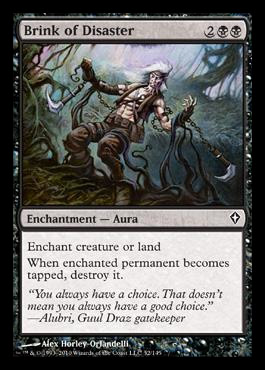 Brink of Disaster 2
Enchantment — Aura
Enchant creature or land
When enchanted permanent becomes
tapped, destroy it.
“You always have a choice. That doesn’t
mean you always have a good choice.”
—Alubri, Guul Draz gatekeeper
Alex Horley-Orlandelli
™ & © 1993–2010 Wizards of the Coast LLC 52/145